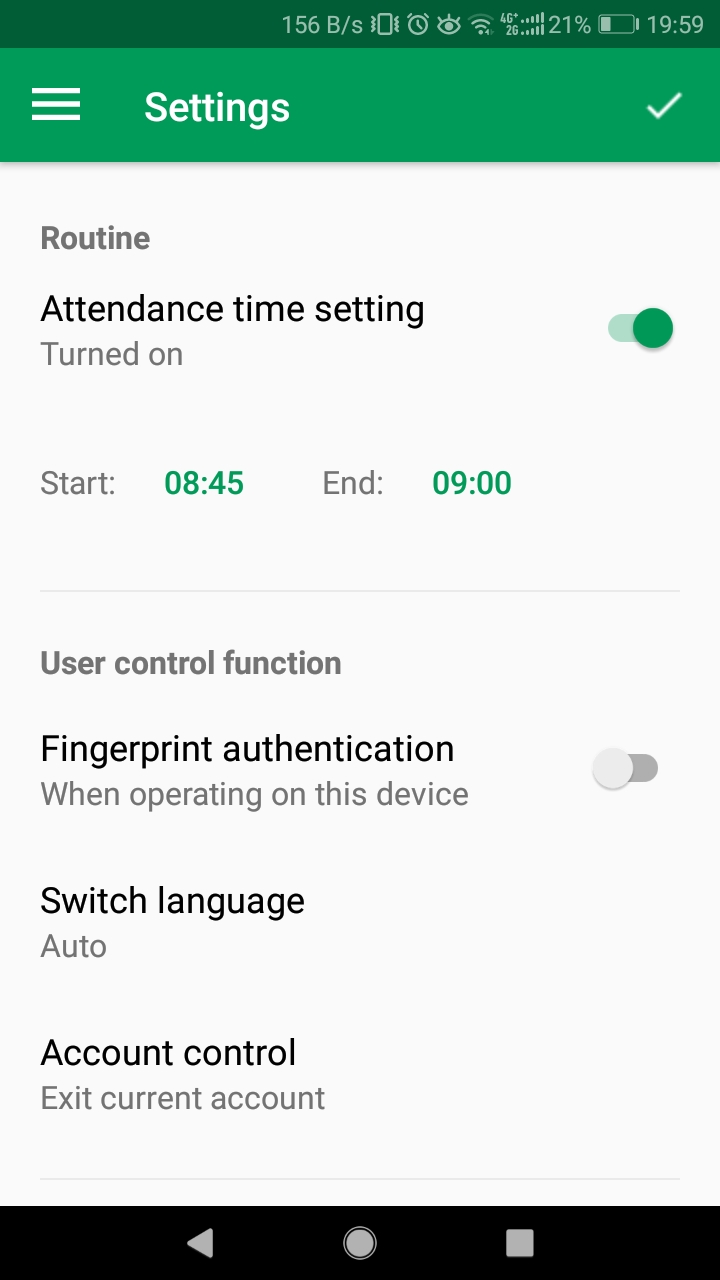 156 B/s 4G+ 2G 21% 19:59
Settings
Routine
Attendance time setting
Turned on
Start: 08:45 End: 09:00
User control function
Fingerprint authentication
When operating on this device
Switch language
Auto
Account control
Exit current account